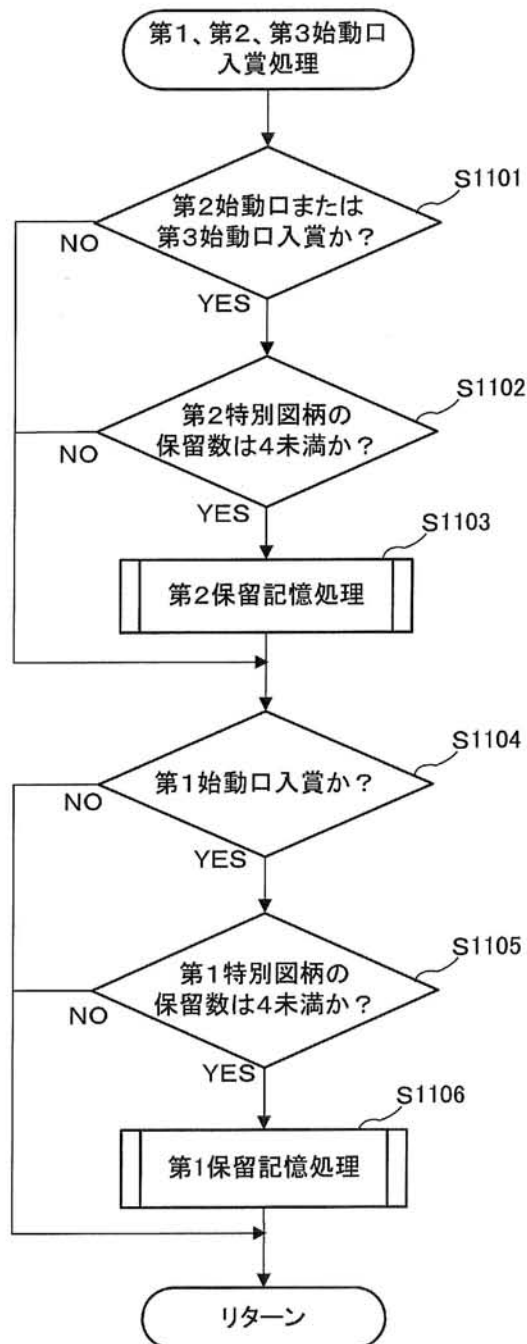 第1、第2、第3始動口
入賞処理
S1101
第2始動口または
第3始動口入賞か？
NO
YES
S1102
第2特別図柄の
保留数は4未満か？
NO
YES
S1103
第2保留記憶処理
S1104
第1始動口入賞か？
NO
YES
S1105
第1特別図柄の
保留数は4未満か？
NO
YES
S1106
第1保留記憶処理
リターン